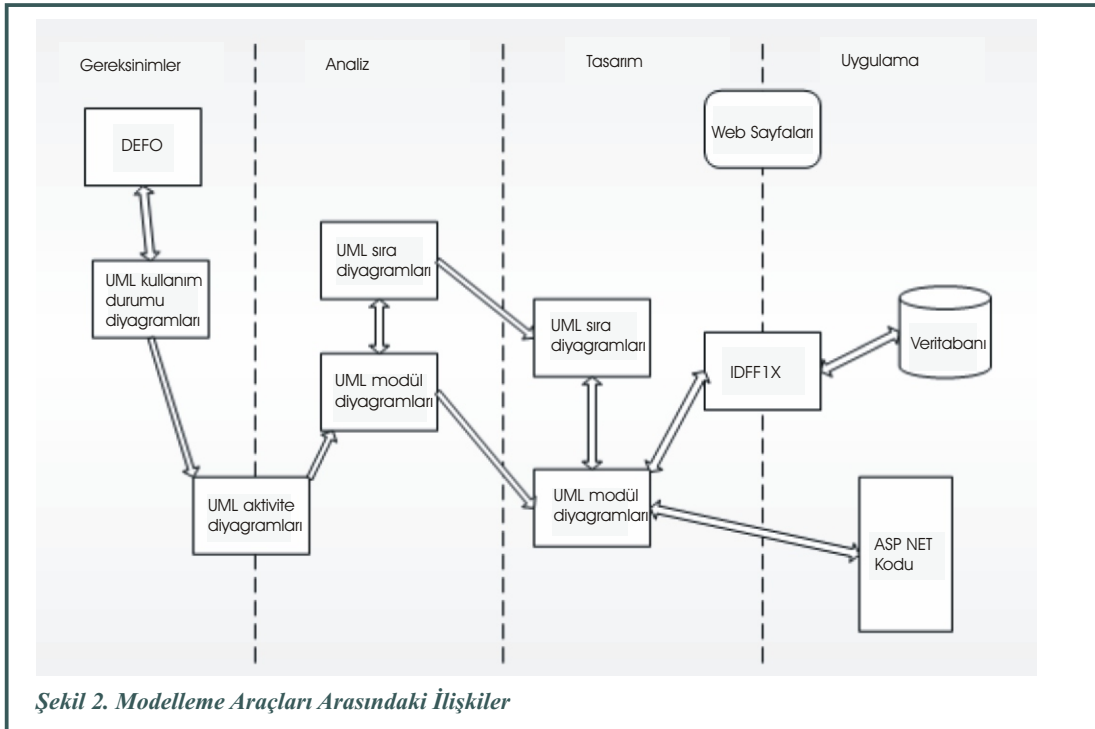 Gereksinimler
Analiz
Tasarım
Uygulama
DEFO
Web Sayfaları
UML kullanım
durumu
diyagramları
UML sıra
diyagramları
UML modül
diyagramları
UML aktivite
diyagramları
UML sıra
diyagramları
UML modül
diyagramları
IDFF1X
Veritabanı
ASP NET
Kodu
Şekil 2. Modelleme Araçları Arasındaki İlişkiler